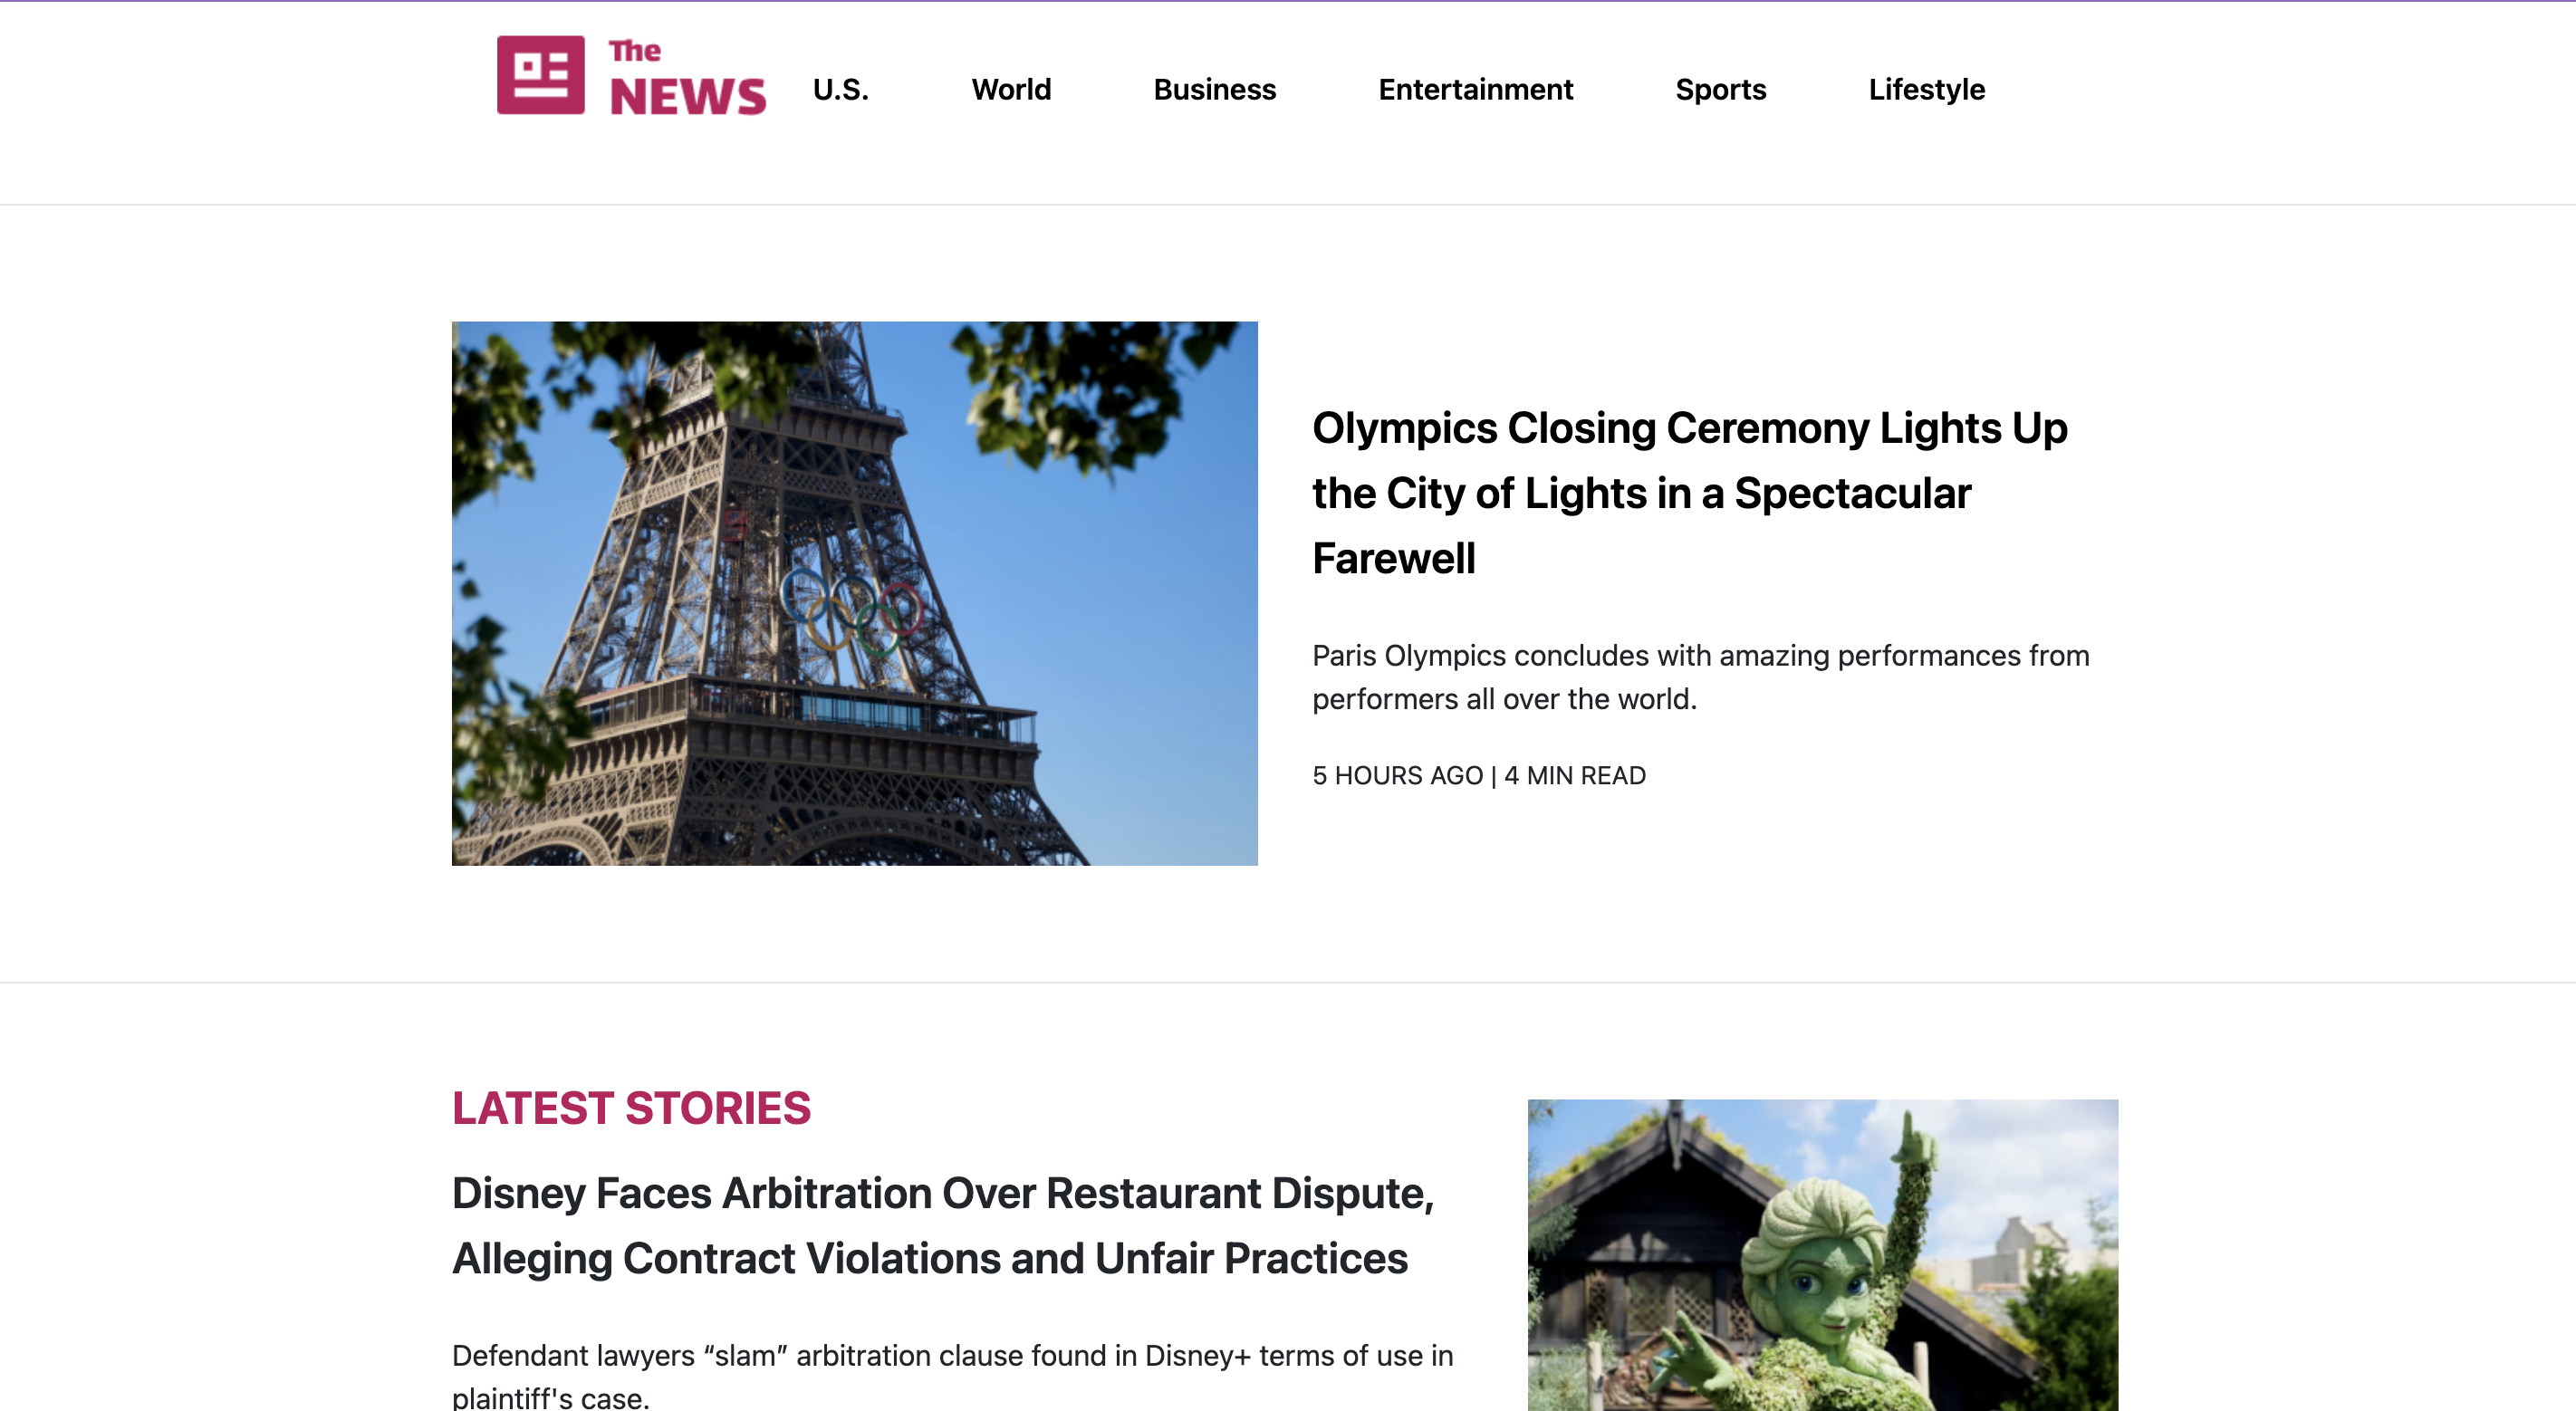 The
NEWS
U.S. World Business Entertainment Sports Lifestyle
Olympics Closing Ceremony Lights Up
the City of Lights in a Spectacular
Farewell
Paris Olympics concludes with amazing performances from
performers all over the world.
5 HOURS AGO | 4 MIN READ
LATEST STORIES
Disney Faces Arbitration Over Restaurant Dispute,
Alleging Contract Violations and Unfair Practices
Defendant lawyers “slam” arbitration clause found in Disney+ terms of use in
plaintiff's case.